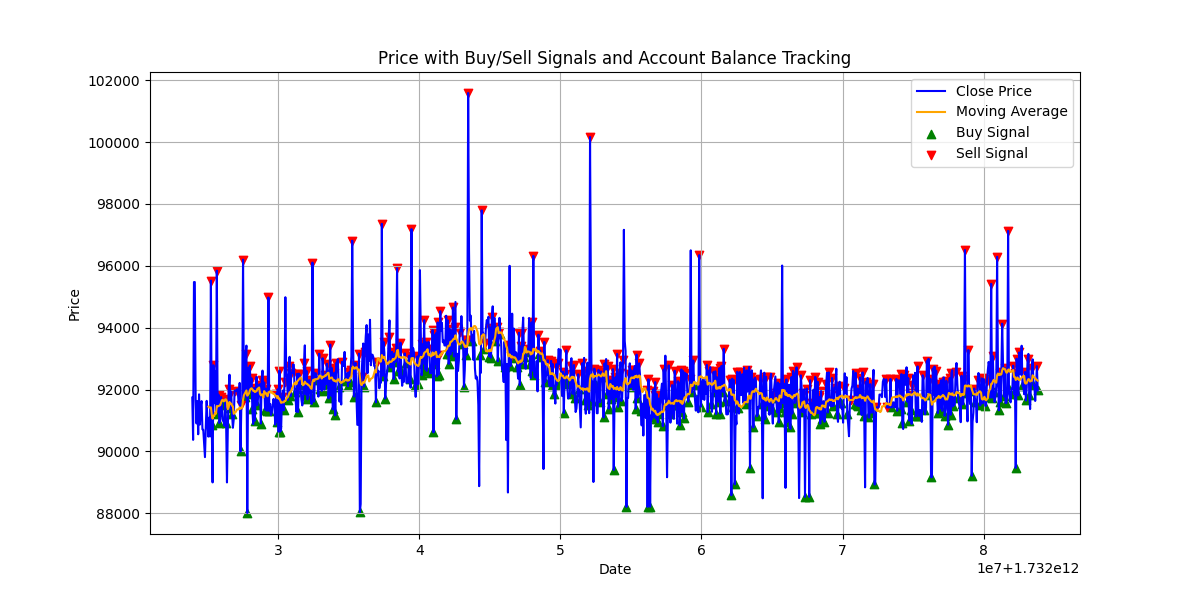 Price with Buy/Sell Signals and Account Balance Tracking
102000
100000
98000
96000
94000
92000
90000
88000
Price
Close Price
Moving Average
Buy Signal
Sell Signal
3
4
5
6
7
8
Date
1e7+1.732e12